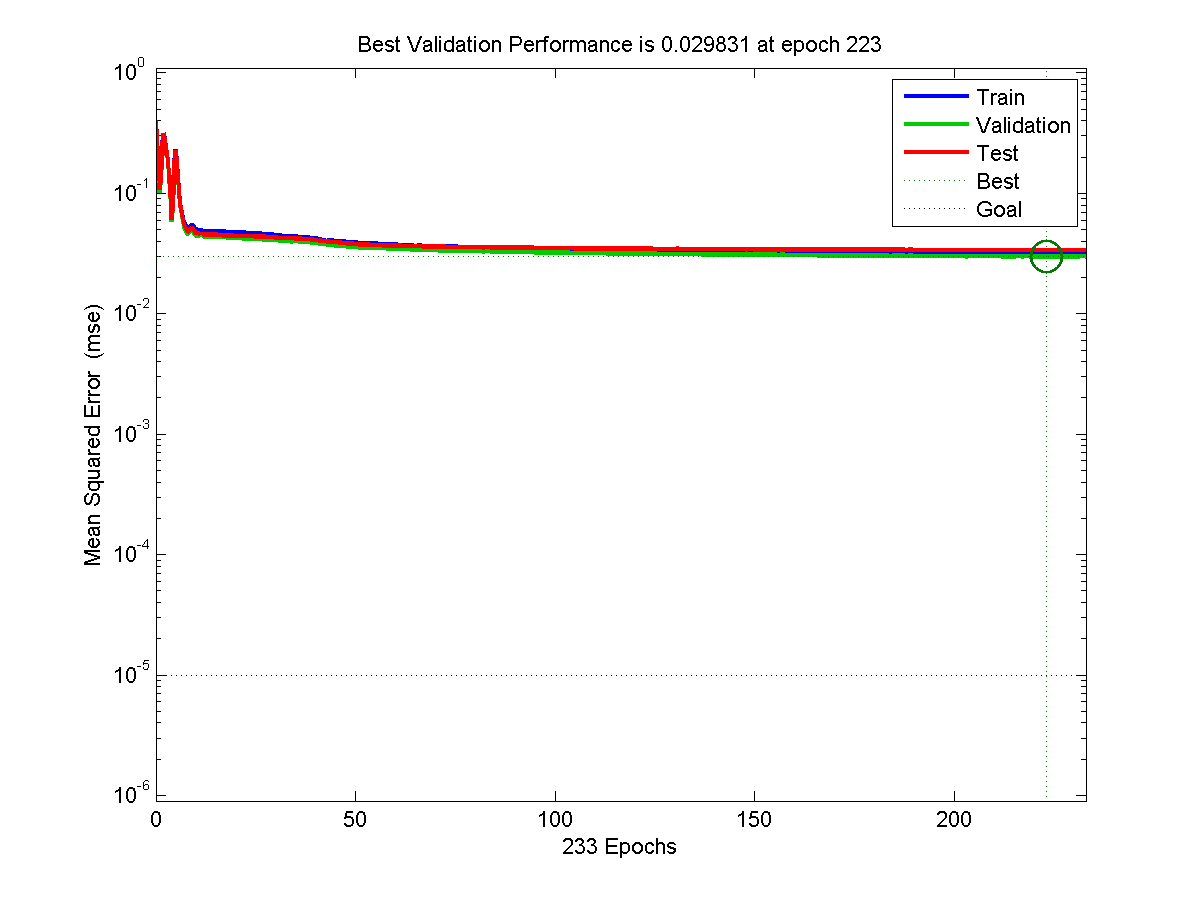 Best Validation Performance is 0.029831 at epoch 223
10^0
10^-1
10^-2
10^-3
10^-4
10^-5
10^-6
Mean Squared Error (mse)
Train
Validation
Test
Best
Goal
0 50 100 150 200
233 Epochs